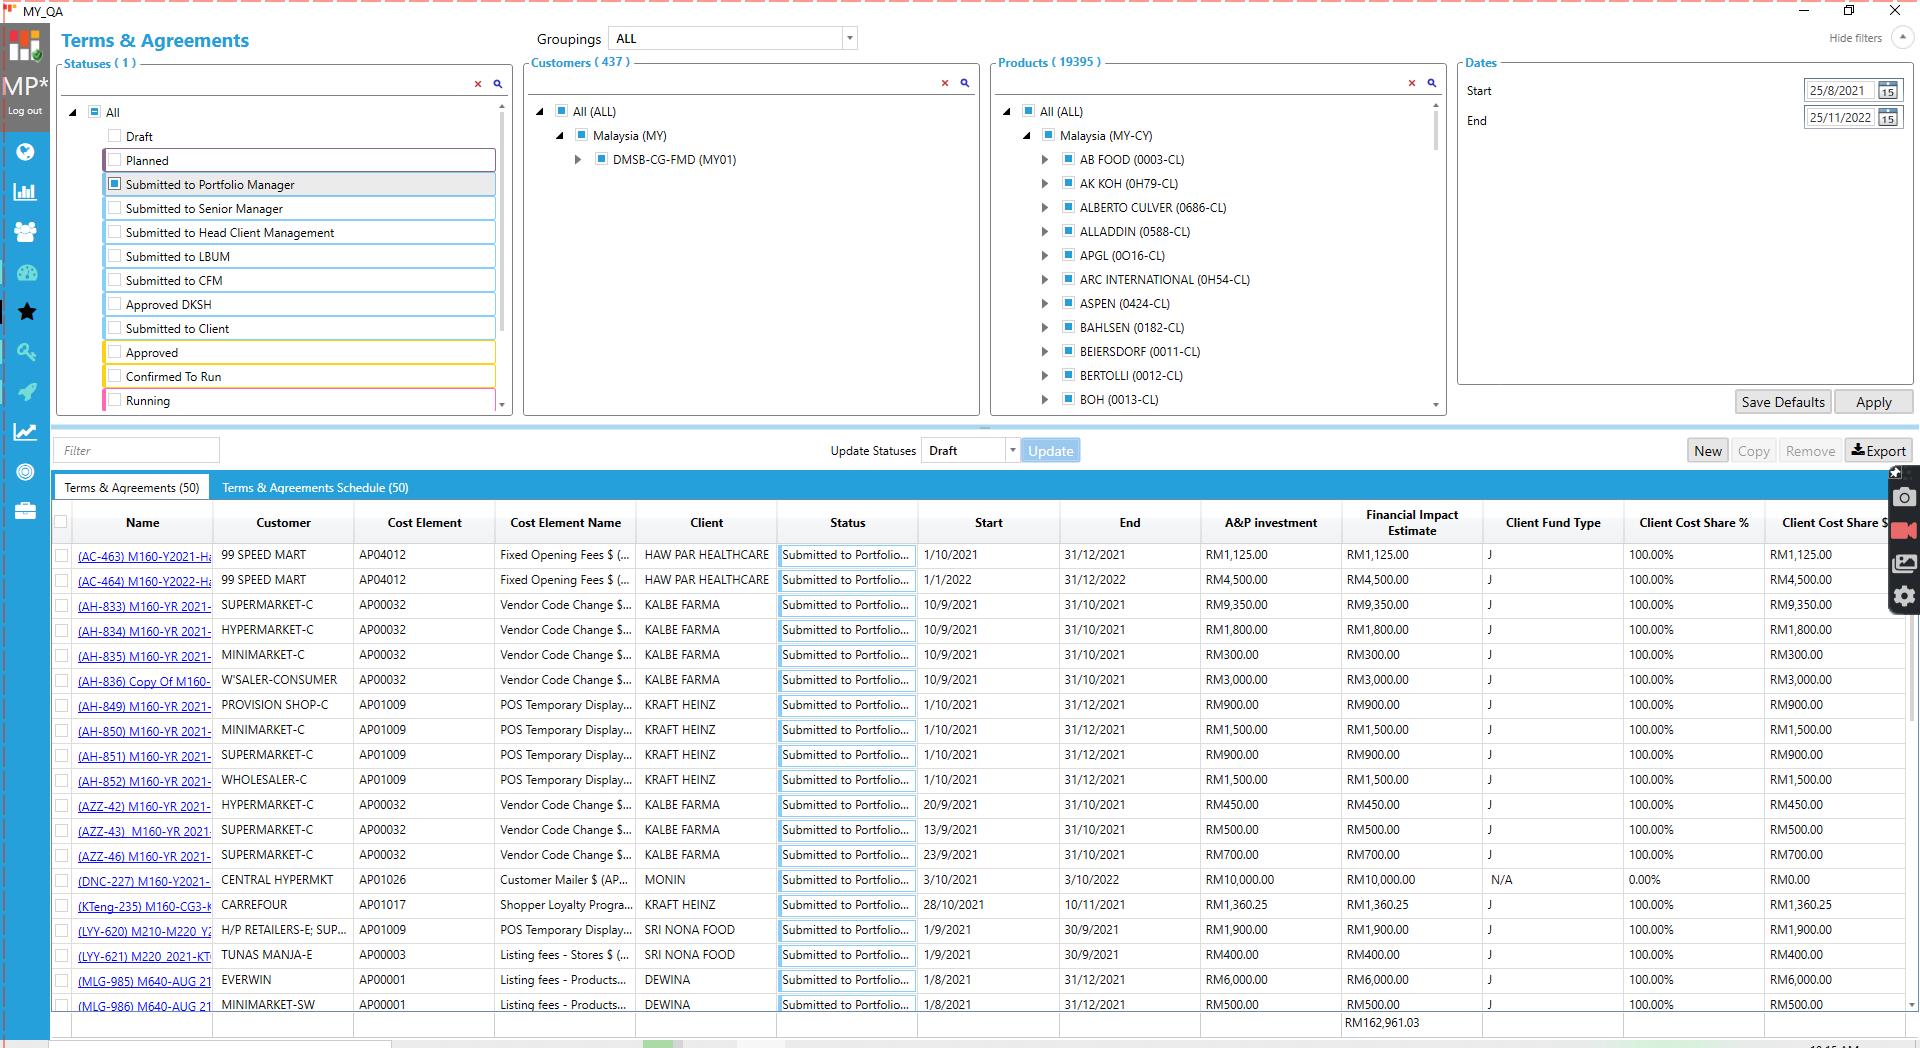 MY_QA
MP*
Log out
Terms & Agreements
Groupings ALL
Hide filters
Statuses ( 1 )
All
Draft
Planned
Submitted to Portfolio Manager
Submitted to Senior Manager
Submitted to Head Client Management
Submitted to LBUM
Submitted to CFM
Approved DKSH
Submitted to Client
Approved
Confirmed To Run
Running
Customers ( 437 )
All (ALL)
Malaysia (MY)
DMSB-CG-FMD (MY01)
Products ( 19395 )
All (ALL)
Malaysia (MY-CY)
AB FOOD (0003-CL)
AK KOH (0H79-CL)
ALBERTO CULVER (0686-CL)
ALLADDIN (0588-CL)
APGL (0O16-CL)
ARC INTERNATIONAL (0H54-CL)
ASPEN (0424-CL)
BAHLSEN (0182-CL)
BEIERSDORF (0011-CL)
BERTOLLI (0012-CL)
BOH (0013-CL)
Dates
Start 25/8/2021 15
End 25/11/2022 15
Save Defaults Apply
Filter Update Statuses Draft Update New Copy Remove Export
Terms & Agreements (50) Terms & Agreements Schedule (50)
Name Customer Cost Element Cost Element Name Client Status Start End A&P investment Financial Impact Estimate Client Fund Type Client Cost Share % Client Cost Share $
(AC-463) M160-Y2021-Ha 99 SPEED MART AP04012 Fixed Opening Fees $ (... HAW PAR HEALTHCARE Submitted to Portfolio... 1/10/2021 31/12/2021 RM1,125.00 RM1,125.00 J 100.00% RM1,125.00
(AC-464) M160-Y2022-Ha 99 SPEED MART AP04012 Fixed Opening Fees $ (... HAW PAR HEALTHCARE Submitted to Portfolio... 1/1/2022 31/12/2022 RM4,500.00 RM4,500.00 J 100.00% RM4,500.00
(AH-833) M160-YR 2021- SUPERMARKET-C AP00032 Vendor Code Change $... KALBE FARMA Submitted to Portfolio... 10/9/2021 31/10/2021 RM9,350.00 RM9,350.00 J 100.00% RM9,350.00
(AH-834) M160-YR 2021- HYPERMARKET-C AP00032 Vendor Code Change $... KALBE FARMA Submitted to Portfolio... 10/9/2021 31/10/2021 RM1,800.00 RM1,800.00 J 100.00% RM1,800.00
(AH-835) M160-YR 2021- MINIMARKET-C AP00032 Vendor Code Change $... KALBE FARMA Submitted to Portfolio... 10/9/2021 31/10/2021 RM300.00 RM300.00 J 100.00% RM300.00
(AH-836) Copy Of M160- W'SALER-CONSUMER AP00032 Vendor Code Change $... KALBE FARMA Submitted to Portfolio... 10/9/2021 31/10/2021 RM3,000.00 RM3,000.00 J 100.00% RM3,000.00
(AH-849) M160-YR 2021- PROVISION SHOP-C AP01009 POS Temporary Display... KRAFT HEINZ Submitted to Portfolio... 1/10/2021 31/12/2021 RM900.00 RM900.00 J 100.00% RM900.00
(AH-850) M160-YR 2021- MINIMARKET-C AP01009 POS Temporary Display... KRAFT HEINZ Submitted to Portfolio... 1/10/2021 31/12/2021 RM1,500.00 RM1,500.00 J 100.00% RM1,500.00
(AH-851) M160-YR 2021- SUPERMARKET-C AP01009 POS Temporary Display... KRAFT HEINZ Submitted to Portfolio... 1/10/2021 31/12/2021 RM900.00 RM900.00 J 100.00% RM900.00
(AH-852) M160-YR 2021- WHOLESALER-C AP01009 POS Temporary Display... KRAFT HEINZ Submitted to Portfolio... 1/10/2021 31/12/2021 RM1,500.00 RM1,500.00 J 100.00% RM1,500.00
(AZZ-42) M160-YR 2021- HYPERMARKET-C AP00032 Vendor Code Change $... KALBE FARMA Submitted to Portfolio... 20/9/2021 31/10/2021 RM450.00 RM450.00 J 100.00% RM450.00
(AZZ-43) M160-YR 2021- SUPERMARKET-C AP00032 Vendor Code Change $... KALBE FARMA Submitted to Portfolio... 13/9/2021 31/10/2021 RM500.00 RM500.00 J 100.00% RM500.00
(AZZ-46) M160-YR 2021- SUPERMARKET-C AP00032 Vendor Code Change $... KALBE FARMA Submitted to Portfolio... 23/9/2021 31/10/2021 RM700.00 RM700.00 J 100.00% RM700.00
(DNC-227) M160-Y2021- CENTRAL HYPERMKT AP01026 Customer Mailer $ (AP... MONIN Submitted to Portfolio... 3/10/2021 3/10/2022 RM10,000.00 RM10,000.00 N/A 0.00% RM0.00
(KTeng-235) M160-CG3-K CARREFOUR AP01017 Shopper Loyalty Progra... KRAFT HEINZ Submitted to Portfolio... 28/10/2021 10/11/2021 RM1,360.25 RM1,360.25 J 100.00% RM1,360.25
(LYY-620) M210-M220 Y2 H/P RETAILERS-E; SUP... AP01009 POS Temporary Display... SRI NONA FOOD Submitted to Portfolio... 1/9/2021 30/9/2021 RM1,900.00 RM1,900.00 J 100.00% RM1,900.00
(LYY-621) M220 2021-KT TUNAS MANJA-E AP00003 Listing fees - Stores $ (... SRI NONA FOOD Submitted to Portfolio... 1/9/2021 30/9/2021 RM400.00 RM400.00 J 100.00% RM400.00
(MLG-985) M640-AUG 21 EVERWIN AP00001 Listing fees - Products... DEWINA Submitted to Portfolio... 1/8/2021 31/12/2021 RM6,000.00 RM6,000.00 J 100.00% RM6,000.00
(MLG-986) M640-AUG 21 MINIMARKET-SW AP00001 Listing fees - Products... DEWINA Submitted to Portfolio... 1/8/2021 31/12/2021 RM500.00 RM500.00 J 100.00% RM500.00
RM162,961.03